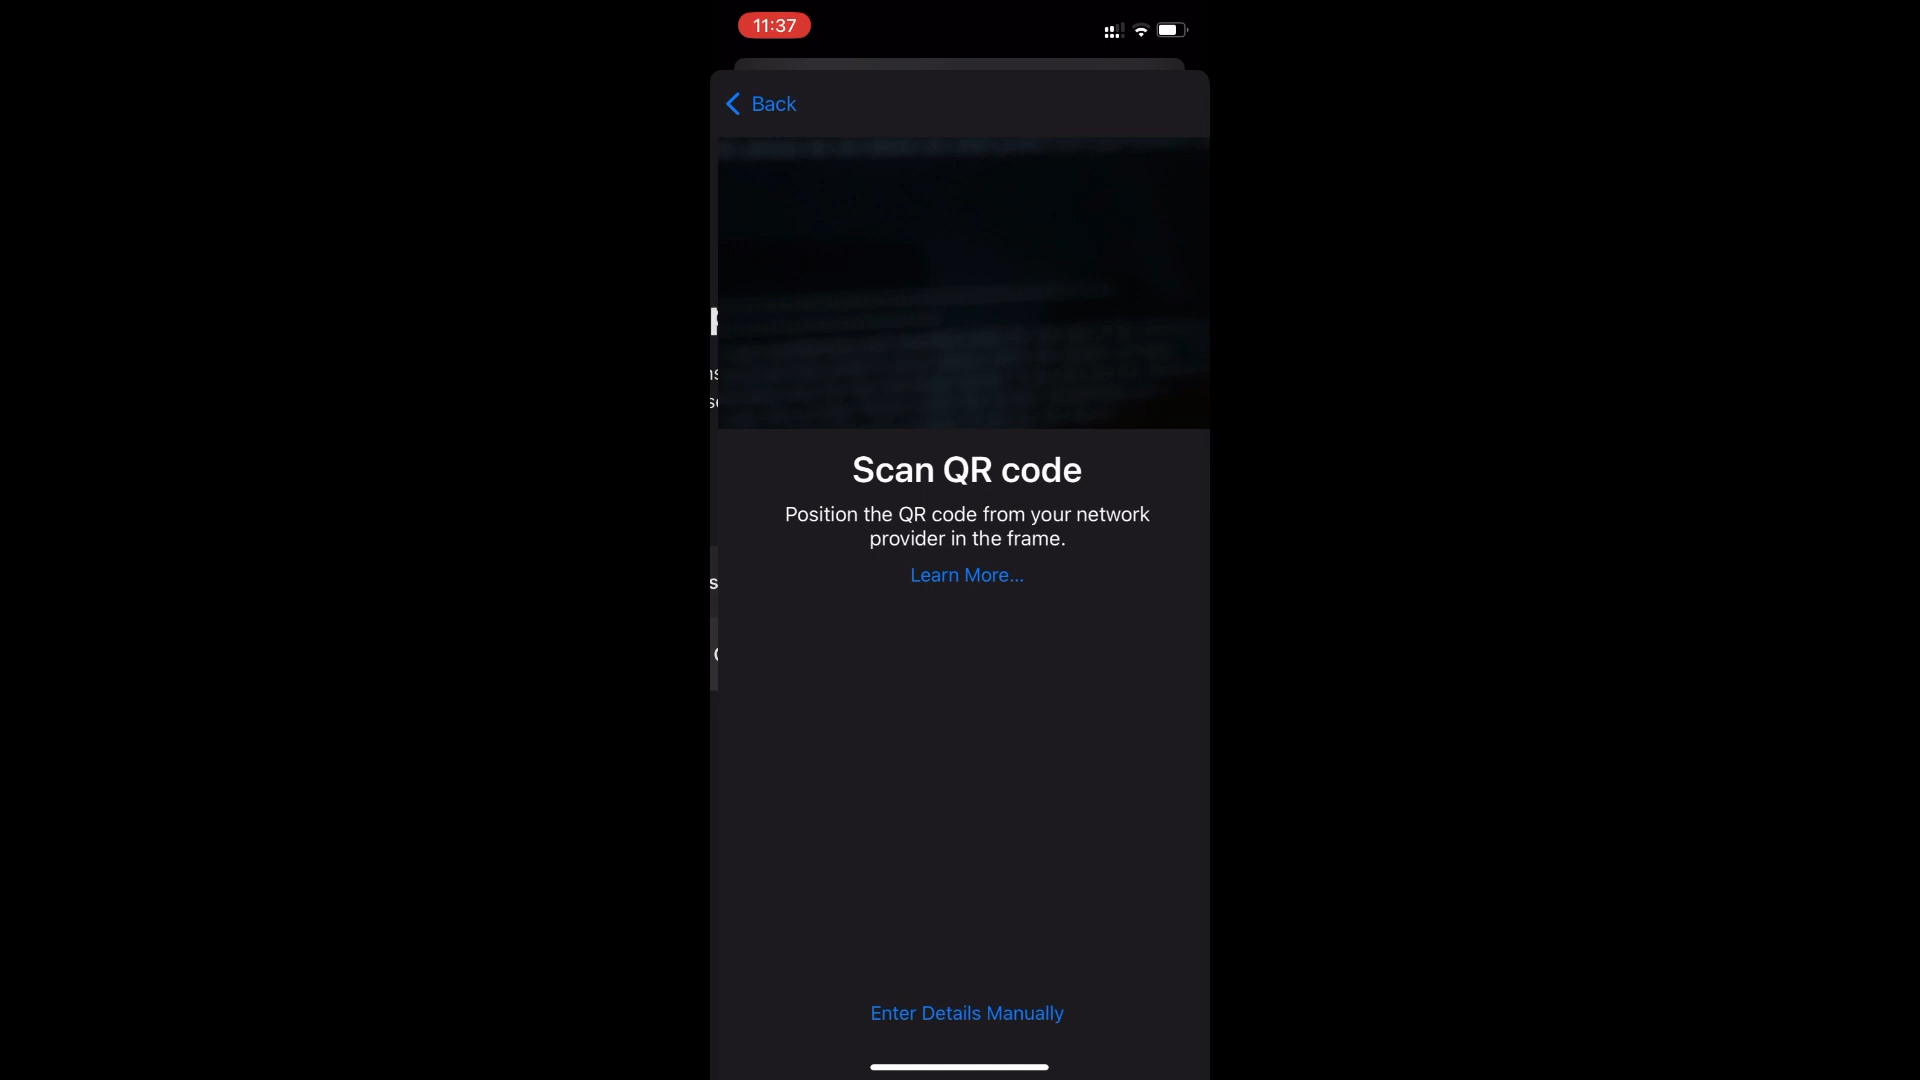 11:37
Back
Scan QR code
Position the QR code from your network
provider in the frame.
Learn More...
Enter Details Manually